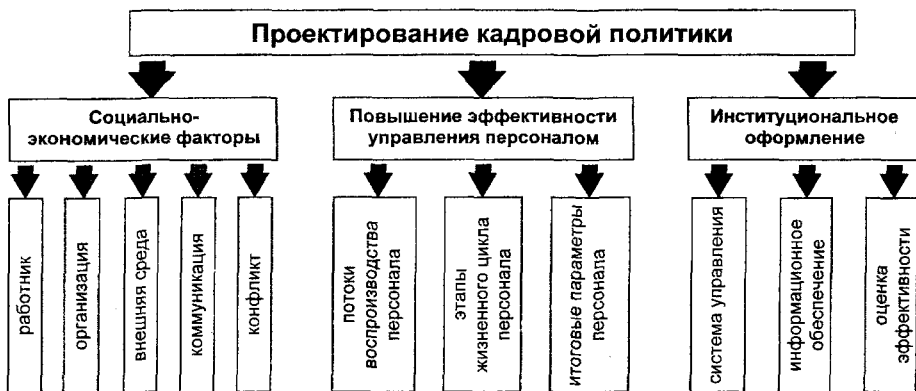 Проектирование кадровой политики
Социально-
экономические факторы
Повышение эффективности
управления персоналом
Институциональное
оформление
работник
организация
внешняя среда
коммуникация
конфликт
потоки
воспроизводства
персонала
этапы
жизненного цикла
персонала
итоговые параметры
персонала
система управления
информационное
обеспечение
оценка
эффективности